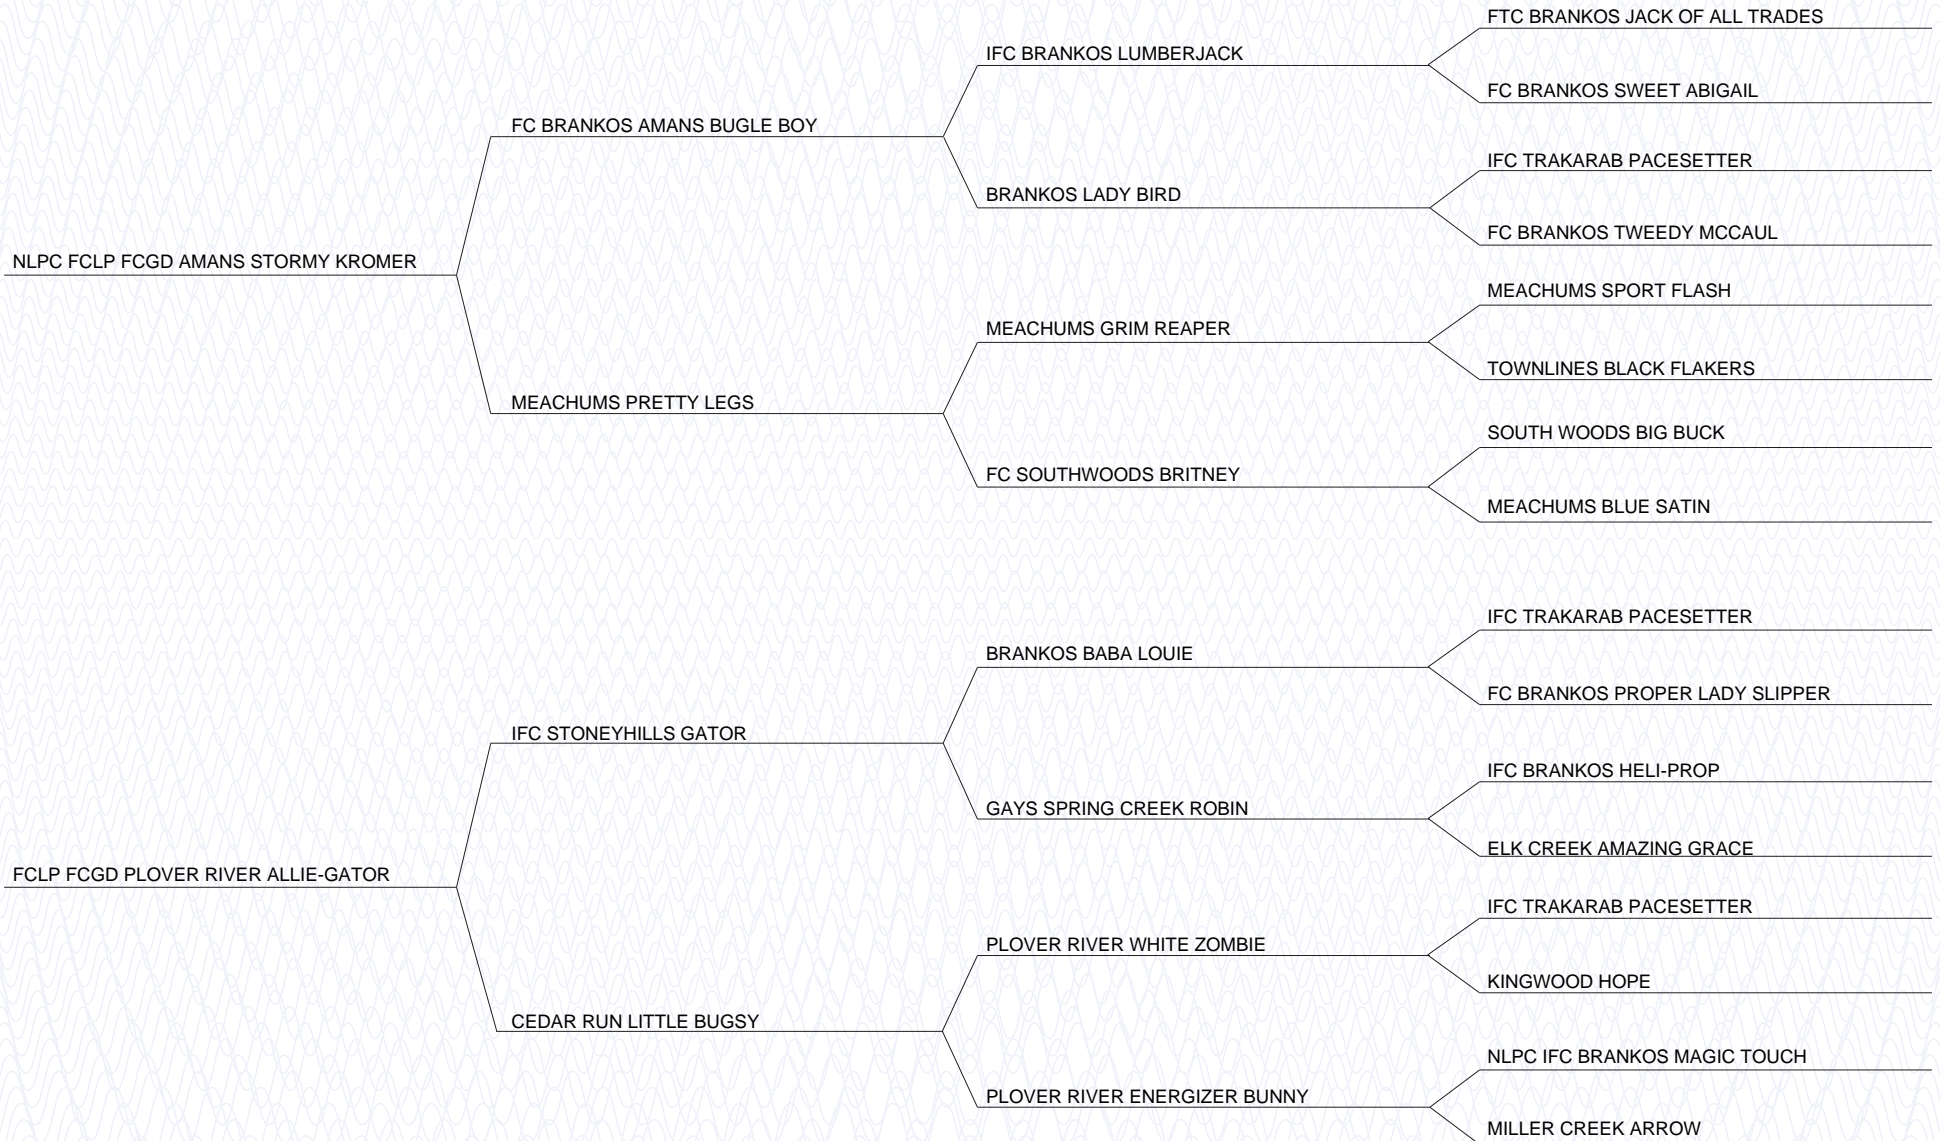 FTC BRANKOS JACK OF ALL TRADES
IFC BRANKOS LUMBERJACK
FC BRANKOS SWEET ABIGAIL
FC BRANKOS AMANS BUGLE BOY
IFC TRAKARAB PACESETTER
BRANKOS LADY BIRD
FC BRANKOS TWEEDY MCCAUL
NLPC FCLP FCGD AMANS STORMY KROMER
MEACHUMS SPORT FLASH
MEACHUMS GRIM REAPER
TOWNLINES BLACK FLAKERS
MEACHUMS PRETTY LEGS
SOUTH WOODS BIG BUCK
FC SOUTHWOODS BRITNEY
MEACHUMS BLUE SATIN
IFC TRAKARAB PACESETTER
BRANKOS BABA LOUIE
FC BRANKOS PROPER LADY SLIPPER
IFC STONEYHILLS GATOR
IFC BRANKOS HELI-PROP
GAYS SPRING CREEK ROBIN
ELK CREEK AMAZING GRACE
FCLP FCGD PLOVER RIVER ALLIE-GATOR
IFC TRAKARAB PACESETTER
PLOVER RIVER WHITE ZOMBIE
KINGWOOD HOPE
CEDAR RUN LITTLE BUGSY
NLPC IFC BRANKOS MAGIC TOUCH
PLOVER RIVER ENERGIZER BUNNY
MILLER CREEK ARROW